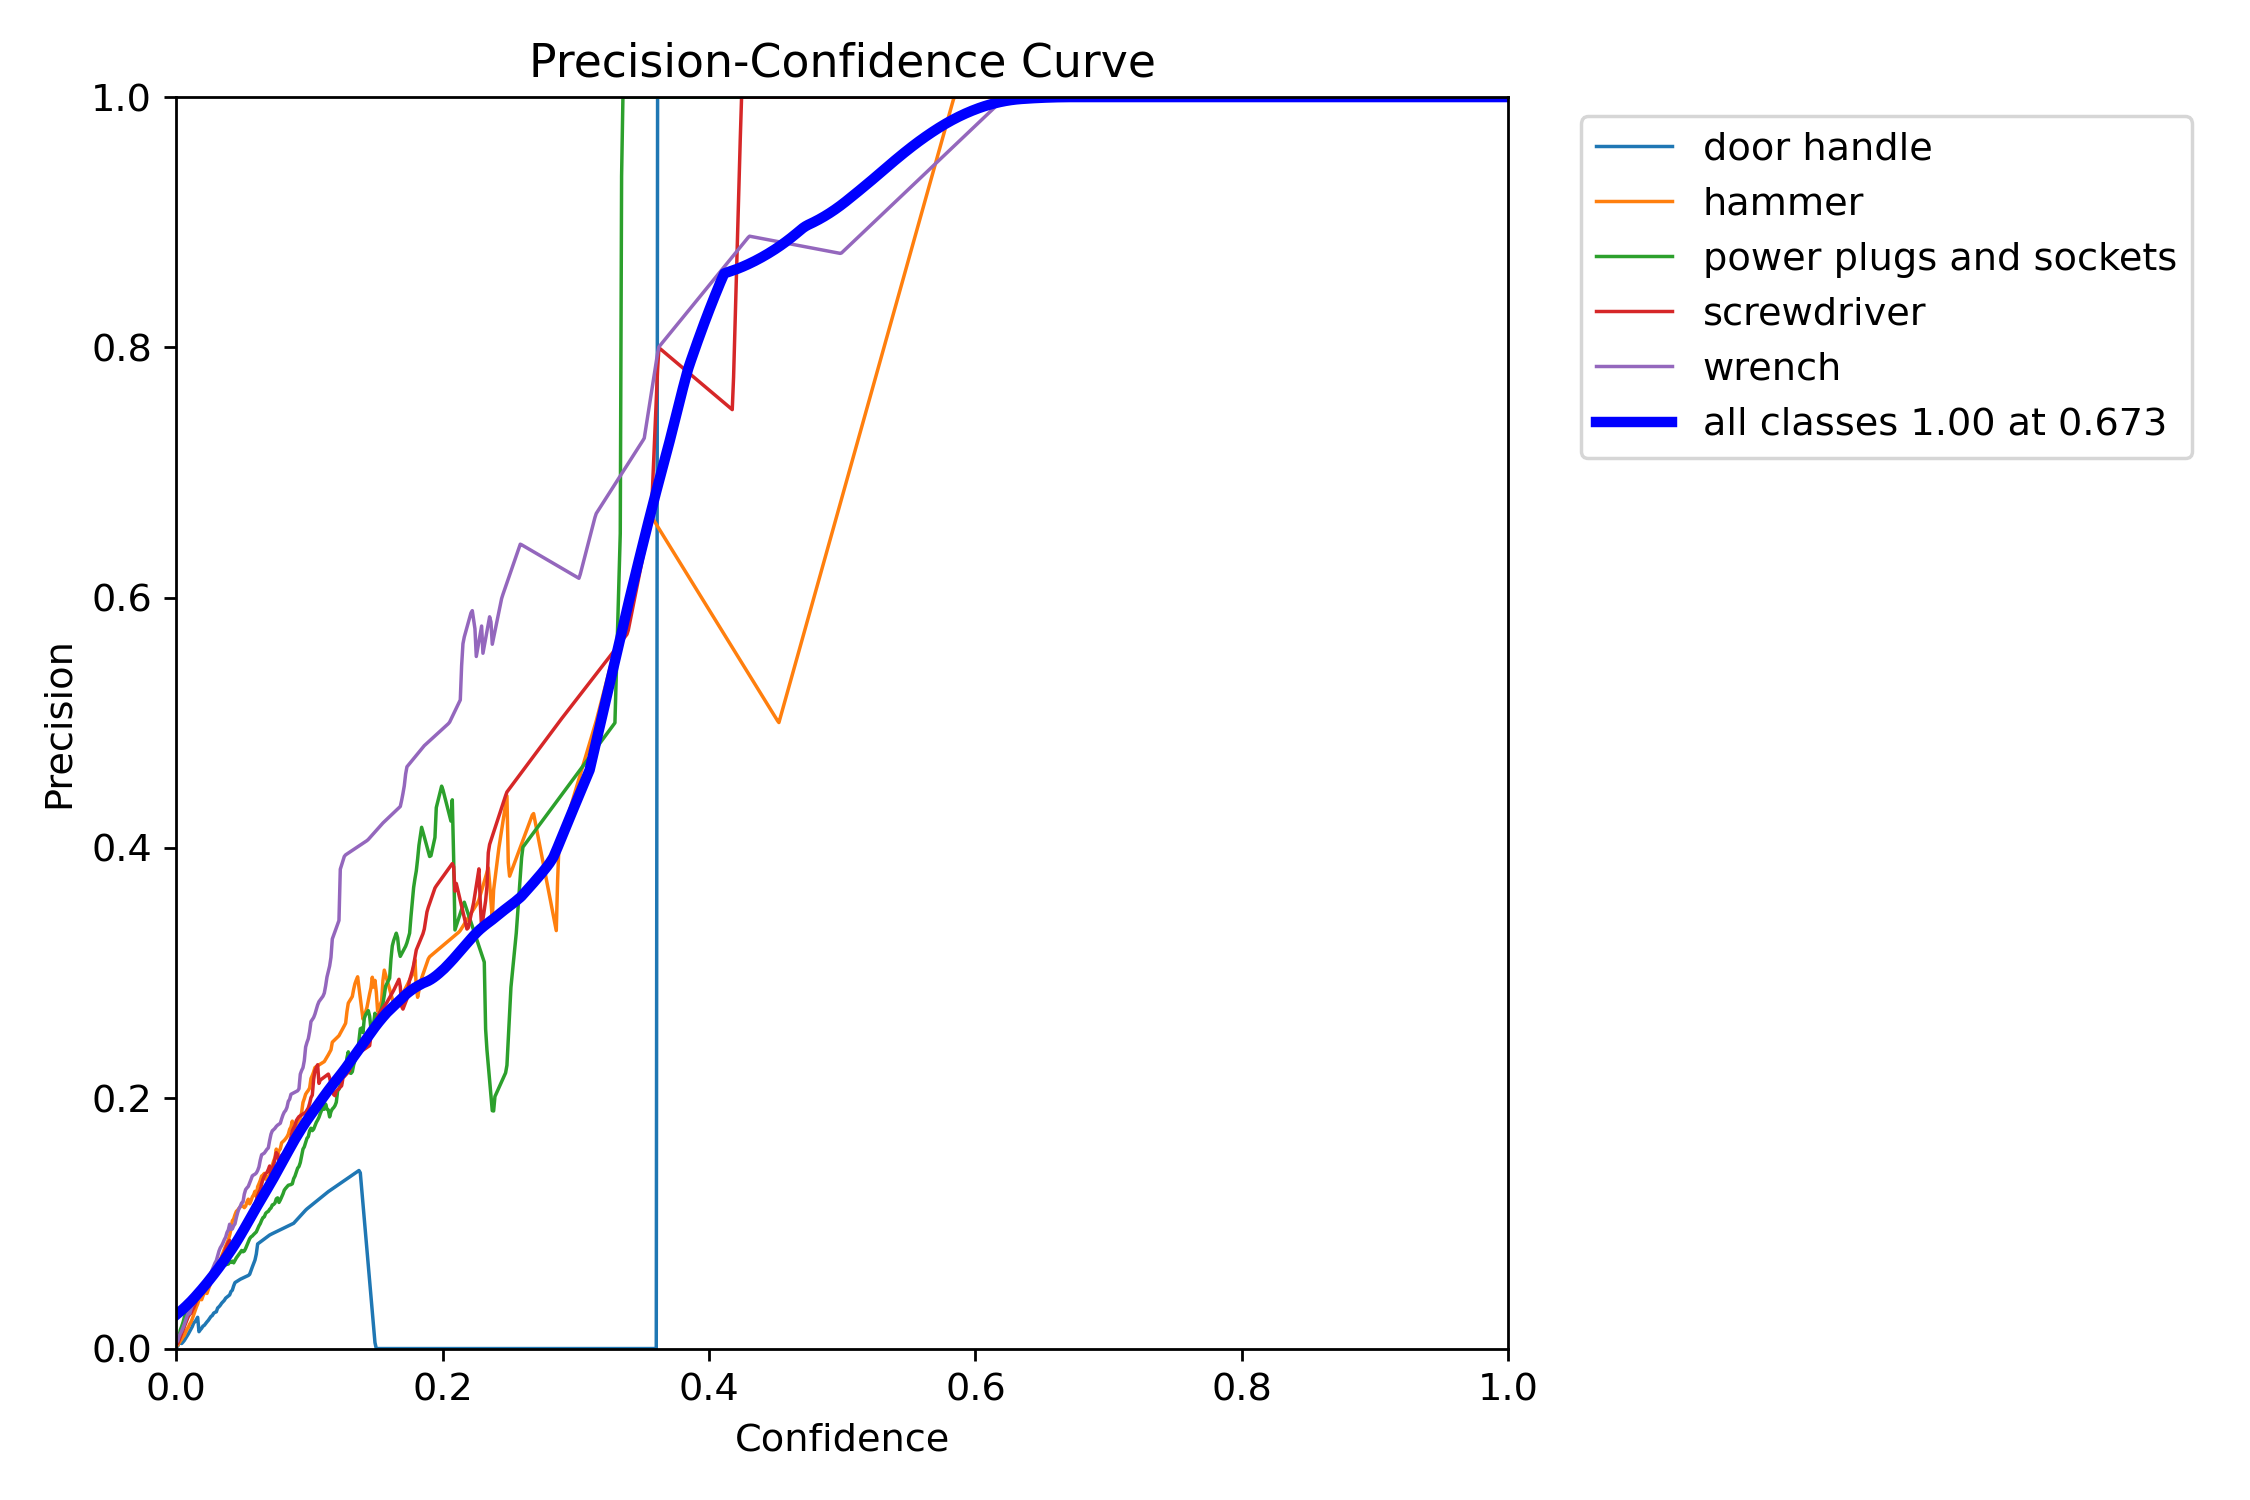 Precision-Confidence Curve
1.0
0.8
0.6
0.4
0.2
0.0
Precision
0.0 0.2 0.4 0.6 0.8 1.0
Confidence
door handle
hammer
power plugs and sockets
screwdriver
wrench
all classes 1.00 at 0.673